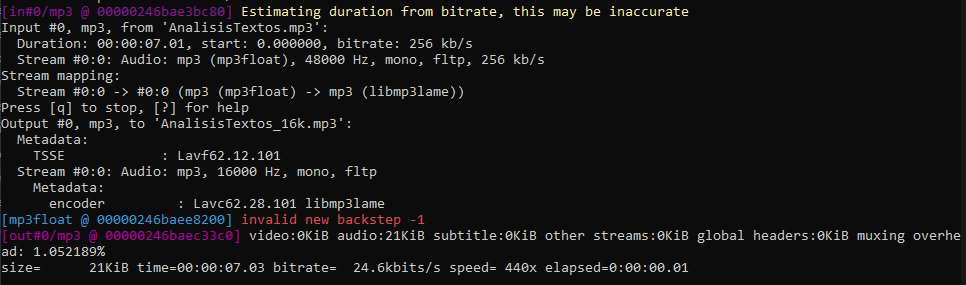 [in#0/mp3 @ 00000246bae3bc80] Estimating duration from bitrate, this may be inaccurate
Input #0, mp3, from 'AnalisisTextos.mp3':
  Duration: 00:00:07.01, start: 0.000000, bitrate: 256 kb/s
  Stream #0:0: Audio: mp3 (mp3float), 48000 Hz, mono, fltp, 256 kb/s
Stream mapping:
  Stream #0:0 -> #0:0 (mp3 (mp3float) -> mp3 (libmp3lame))
Press [q] to stop, [?] for help
Output #0, mp3, to 'AnalisisTextos_16k.mp3':
  Metadata:
    TSSE            : Lavf62.12.101
  Stream #0:0: Audio: mp3, 16000 Hz, mono, fltp
    Metadata:
      encoder         : Lavc62.28.101 libmp3lame
[mp3float @ 00000246baee8200] invalid new backstep -1
[out#0/mp3 @ 00000246baec33c0] video:0KiB audio:21KiB subtitle:0KiB other streams:0KiB global headers:0KiB muxing overhe
ad: 1.052189%
size=      21KiB time=00:00:07.03 bitrate=  24.6kbits/s speed= 440x elapsed=0:00:00.01